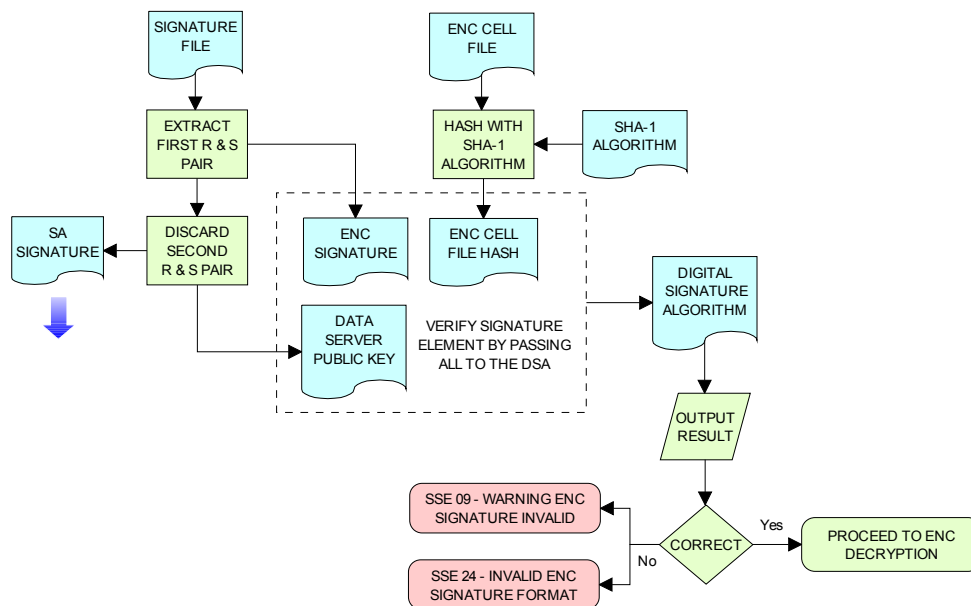 SIGNATURE
FILE
ENC CELL
FILE
EXTRACT
FIRST R & S
PAIR
HASH WITH
SHA-1
ALGORITHM
SHA-1
ALGORITHM
SA
SIGNATURE
DISCARD
SECOND
R & S PAIR
ENC
SIGNATURE
ENC CELL
FILE HASH
DIGITAL
SIGNATURE
ALGORITHM
DATA
SERVER
PUBLIC KEY
VERIFY SIGNATURE
ELEMENT BY PASSING
ALL TO THE DSA
OUTPUT
RESULT
SSE 09 - WARNING ENC
SIGNATURE INVALID
CORRECT
Yes
No
PROCEED TO ENC
DECRYPTION
SSE 24 - INVALID ENC
SIGNATURE FORMAT